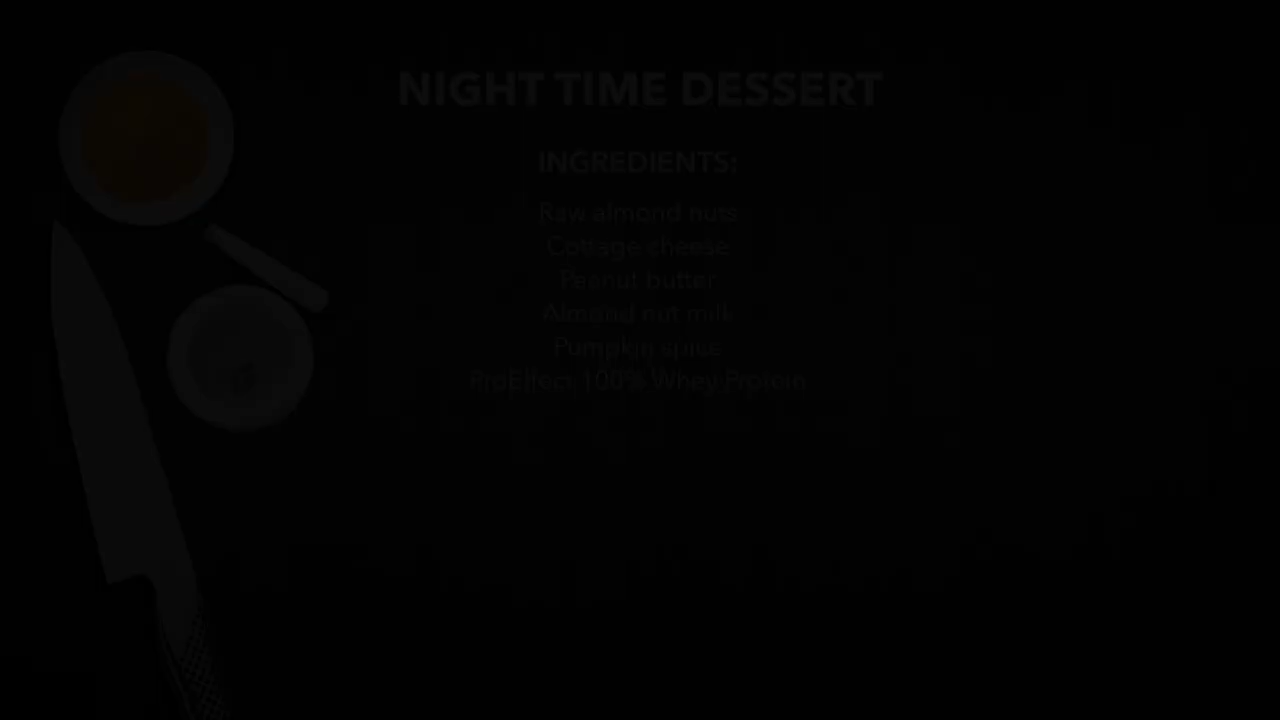 NIGHT TIME DESSERT
INGREDIENTS:
Raw almond nuts
Cottage cheese
Peanut butter
Almond nut milk
Pumpkin spice
ProEffect 100% Whey Protein